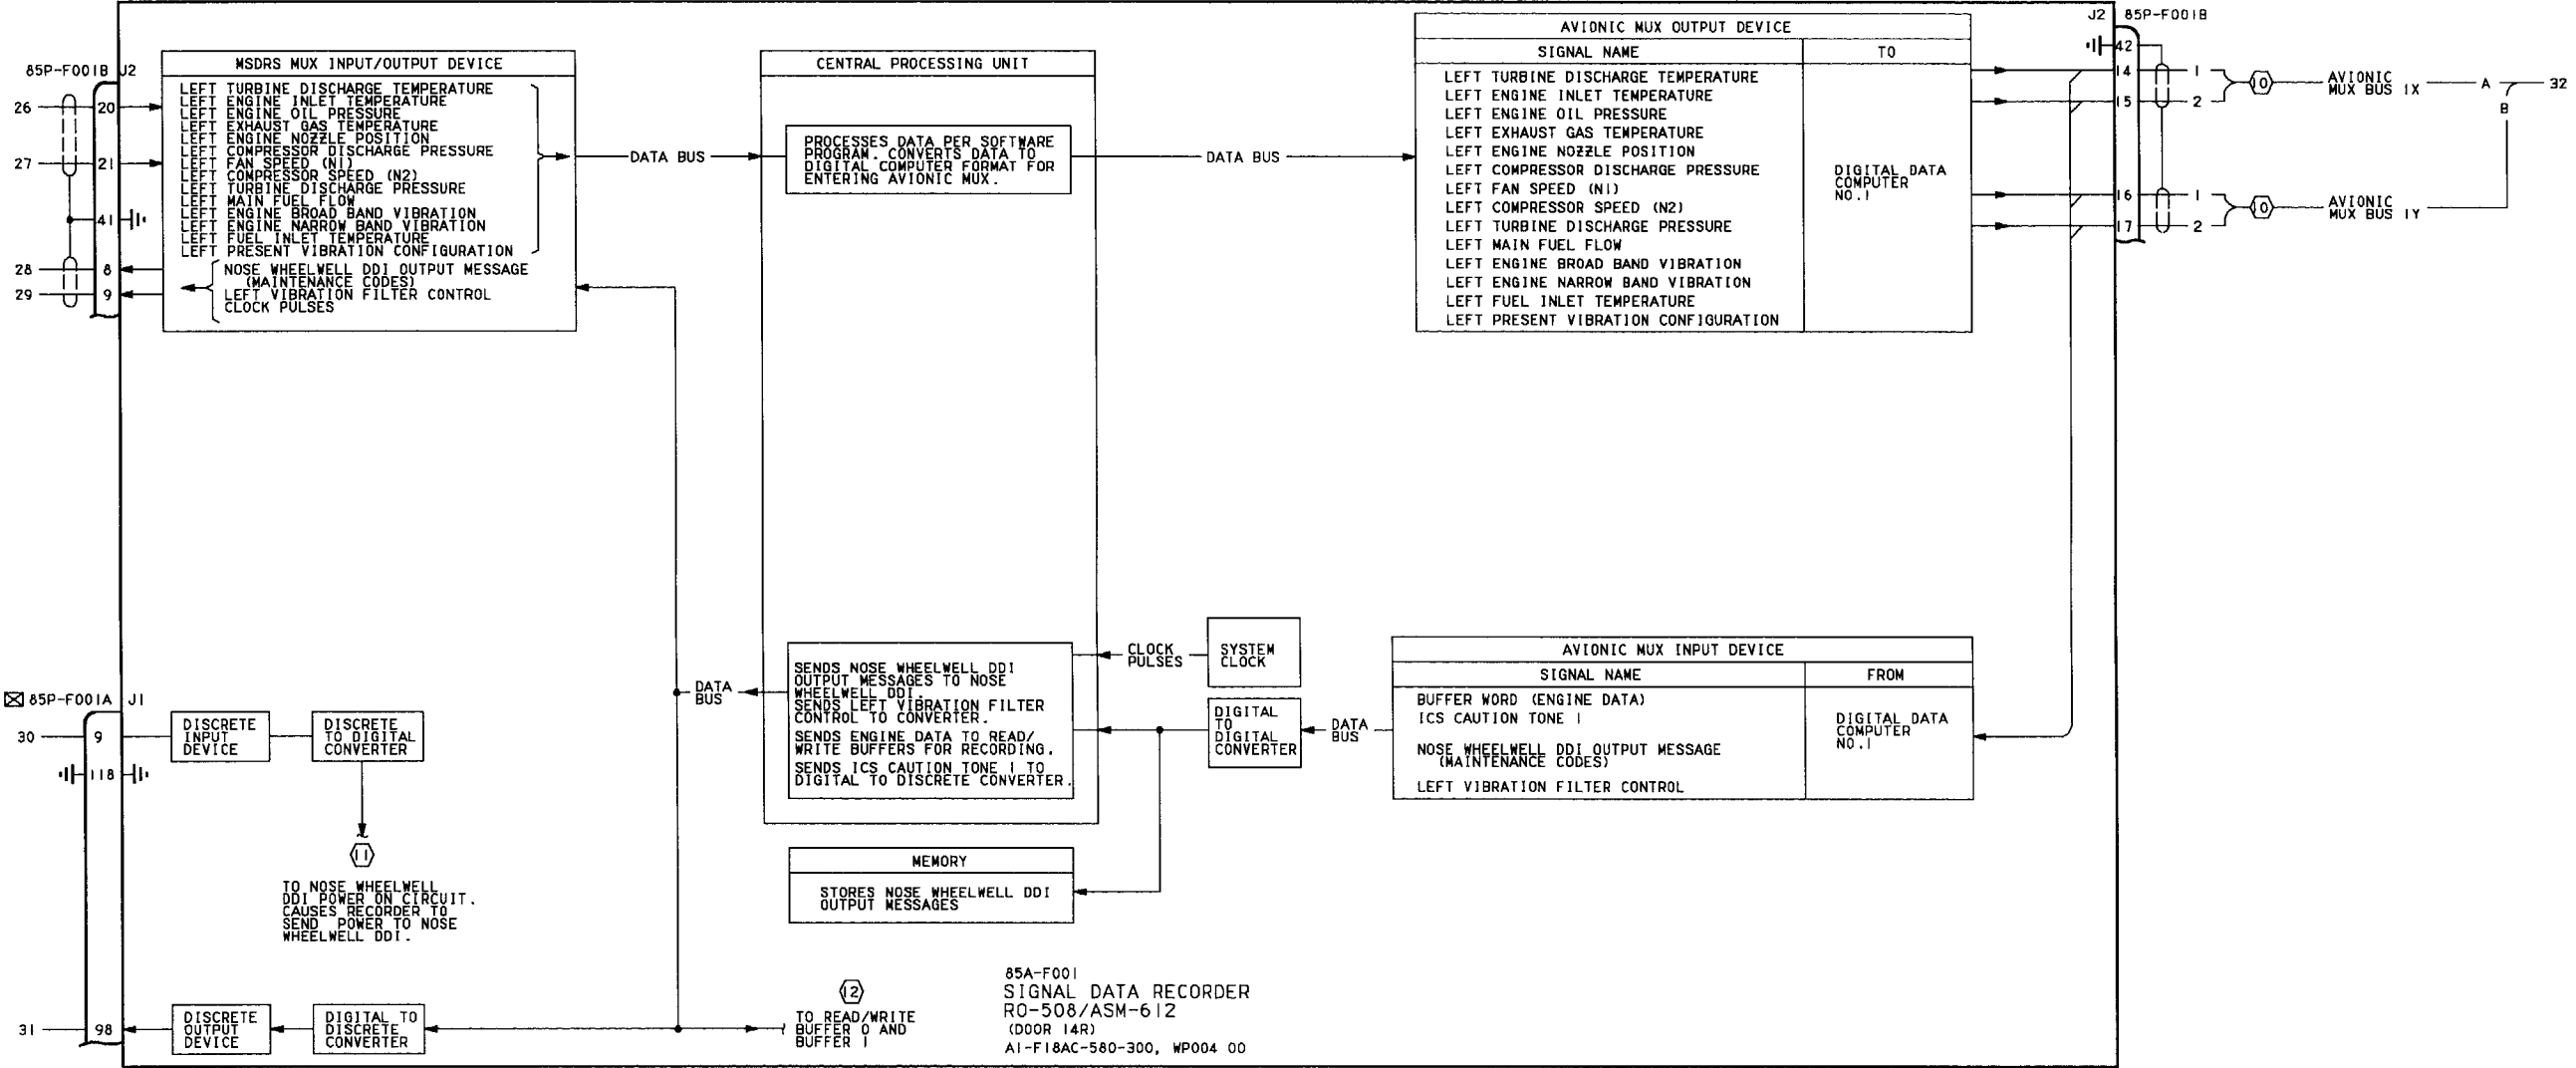 85P-F001B J2
26
20
27
21
41
28
8
29
9
MSDRS MUX INPUT/OUTPUT DEVICE
LEFT TURBINE DISCHARGE TEMPERATURE
LEFT ENGINE INLET TEMPERATURE
LEFT ENGINE OIL PRESSURE
LEFT EXHAUST GAS TEMPERATURE
LEFT ENGINE NOZZLE POSITION
LEFT COMPRESSOR DISCHARGE PRESSURE
LEFT FAN SPEED (N1)
LEFT COMPRESSOR SPEED (N2)
LEFT TURBINE DISCHARGE PRESSURE
LEFT MAIN FUEL FLOW
LEFT ENGINE BROAD BAND VIBRATION
LEFT ENGINE NARROW BAND VIBRATION
LEFT FUEL INLET TEMPERATURE
LEFT PRESENT VIBRATION CONFIGURATION
NOSE WHEELWELL DDI OUTPUT MESSAGE
(MAINTENANCE CODES)
LEFT VIBRATION FILTER CONTROL
CLOCK PULSES
DATA BUS
CENTRAL PROCESSING UNIT
PROCESSES DATA PER SOFTWARE
PROGRAM. CONVERTS DATA TO
DIGITAL COMPUTER FORMAT FOR
ENTERING AVIONIC MUX.
DATA BUS
AVIONIC MUX OUTPUT DEVICE
SIGNAL NAME
TO
LEFT TURBINE DISCHARGE TEMPERATURE
LEFT ENGINE INLET TEMPERATURE
LEFT ENGINE OIL PRESSURE
LEFT EXHAUST GAS TEMPERATURE
LEFT ENGINE NOZZLE POSITION
LEFT COMPRESSOR DISCHARGE PRESSURE
LEFT FAN SPEED (N1)
LEFT COMPRESSOR SPEED (N2)
LEFT TURBINE DISCHARGE PRESSURE
LEFT MAIN FUEL FLOW
LEFT ENGINE BROAD BAND VIBRATION
LEFT ENGINE NARROW BAND VIBRATION
LEFT FUEL INLET TEMPERATURE
LEFT PRESENT VIBRATION CONFIGURATION
DIGITAL DATA
COMPUTER
NO.1
J2 85P-F001B
42
14
1
15
2
16
1
17
2
10
AVIONIC
MUX BUS 1X
A
32
B
10
AVIONIC
MUX BUS 1Y
SENDS NOSE WHEELWELL DDI
OUTPUT MESSAGES TO NOSE
WHEELWELL DDI.
SENDS LEFT VIBRATION FILTER
CONTROL TO CONVERTER.
SENDS ENGINE DATA TO READ/
WRITE BUFFERS FOR RECORDING.
SENDS ICS CAUTION TONE 1 TO
DIGITAL TO DISCRETE CONVERTER.
DATA
BUS
CLOCK
PULSES
SYSTEM
CLOCK
DIGITAL
TO
DIGITAL
CONVERTER
DATA
BUS
AVIONIC MUX INPUT DEVICE
SIGNAL NAME
FROM
BUFFER WORD (ENGINE DATA)
ICS CAUTION TONE 1
NOSE WHEELWELL DDI OUTPUT MESSAGE
(MAINTENANCE CODES)
LEFT VIBRATION FILTER CONTROL
DIGITAL DATA
COMPUTER
NO.1
MEMORY
STORES NOSE WHEELWELL DDI
OUTPUT MESSAGES
85P-F001A J1
30
9
118
DISCRETE
INPUT
DEVICE
DISCRETE
TO DIGITAL
CONVERTER
11
TO NOSE WHEELWELL
DDI POWER ON CIRCUIT.
CAUSES RECORDER TO
SEND POWER TO NOSE
WHEELWELL DDI.
31
98
DISCRETE
OUTPUT
DEVICE
DIGITAL TO
DISCRETE
CONVERTER
12
TO READ/WRITE
BUFFER 0 AND
BUFFER 1
85A-F001
SIGNAL DATA RECORDER
RO-508/ASM-612
(DOOR 14R)
A1-F18AC-580-300, WP004 00